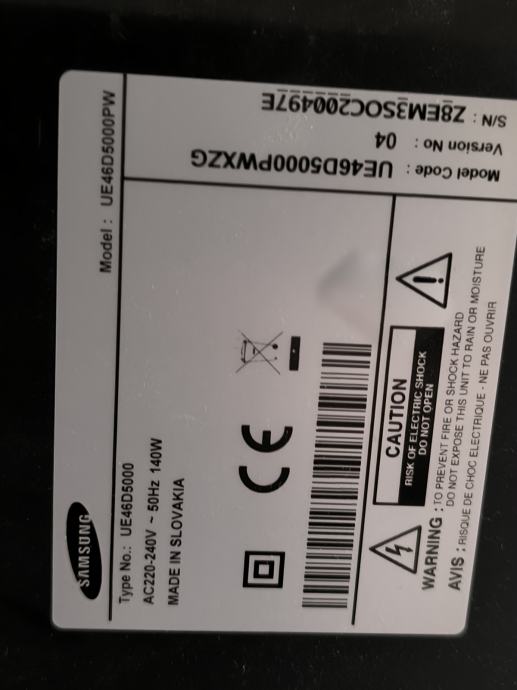 SAMSUNG
Model : UE46D5000PW
Type No.: UE46D5000
AC220-240V ~ 50Hz 140W
MADE IN SLOVAKIA
CE
CAUTION
RISK OF ELECTRIC SHOCK
DO NOT OPEN
WARNING : TO PREVENT FIRE OR SHOCK HAZARD
DO NOT EXPOSE THIS UNIT TO RAIN OR MOISTURE
AVIS : RISQUE DE CHOC ELECTRIQUE - NE PAS OUVRIR
Model Code : UE46D5000PWXZG
Version No : 04
S/N : Z8EM3SOC200497E